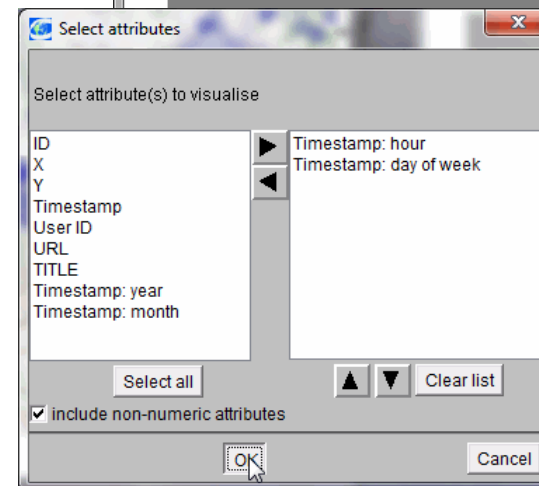 Select attributes
Select attribute(s) to visualise
ID
X
Y
Timestamp
User ID
URL
TITLE
Timestamp: year
Timestamp: month
Timestamp: hour
Timestamp: day of week
Select all
Clear list
include non-numeric attributes
OK
Cancel